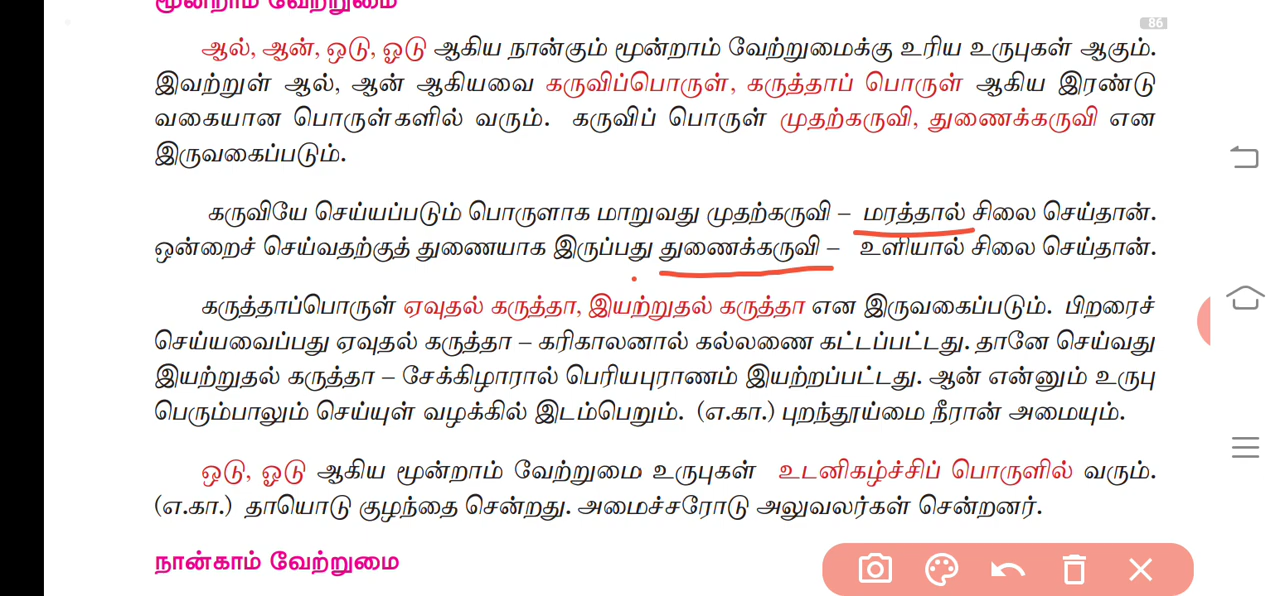 மூன்றாம் வேற்றுமை
86
ஆல், ஆன், ஒடு, ஓடு ஆகிய நான்கும் மூன்றாம் வேற்றுமைக்கு உரிய உருபுகள் ஆகும்.
இவற்றுள் ஆல், ஆன் ஆகியவை கருவிப்பொருள், கருத்தாப் பொருள் ஆகிய இரண்டு
வகையான பொருள்களில் வரும். கருவிப் பொருள் முதற்கருவி, துணைக்கருவி என
இருவகைப்படும்.
கருவியே செய்யப்படும் பொருளாக மாறுவது முதற்கருவி – மரத்தால் சிலை செய்தான்.
ஒன்றைச் செய்வதற்குத் துணையாக இருப்பது துணைக்கருவி – உளியால் சிலை செய்தான்.
கருத்தாப்பொருள் ஏவுதல் கருத்தா, இயற்றுதல் கருத்தா என இருவகைப்படும். பிறரைச்
செய்யவைப்பது ஏவுதல் கருத்தா – கரிகாலனால் கல்லணை கட்டப்பட்டது. தானே செய்வது
இயற்றுதல் கருத்தா – சேக்கிழாரால் பெரியபுராணம் இயற்றப்பட்டது. ஆன் என்னும் உருபு
பெரும்பாலும் செய்யுள் வழக்கில் இடம்பெறும். (எ.கா.) புறந்தூய்மை நீரான் அமையும்.
ஒடு, ஓடு ஆகிய மூன்றாம் வேற்றுமை உருபுகள் உடனிகழ்ச்சிப் பொருளில் வரும்.
(எ.கா.) தாயொடு குழந்தை சென்றது. அமைச்சரோடு அலுவலர்கள் சென்றனர்.
நான்காம் வேற்றுமை